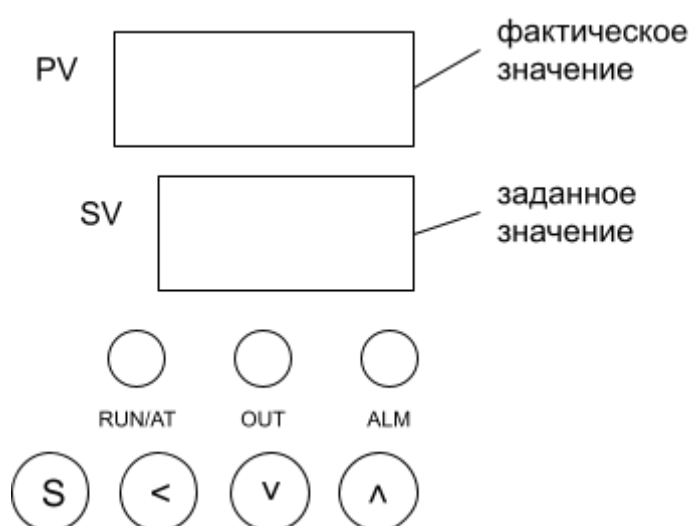 PV
фактическое
значение
SV
заданное
значение
RUN/AT OUT ALM
S < v ʌ